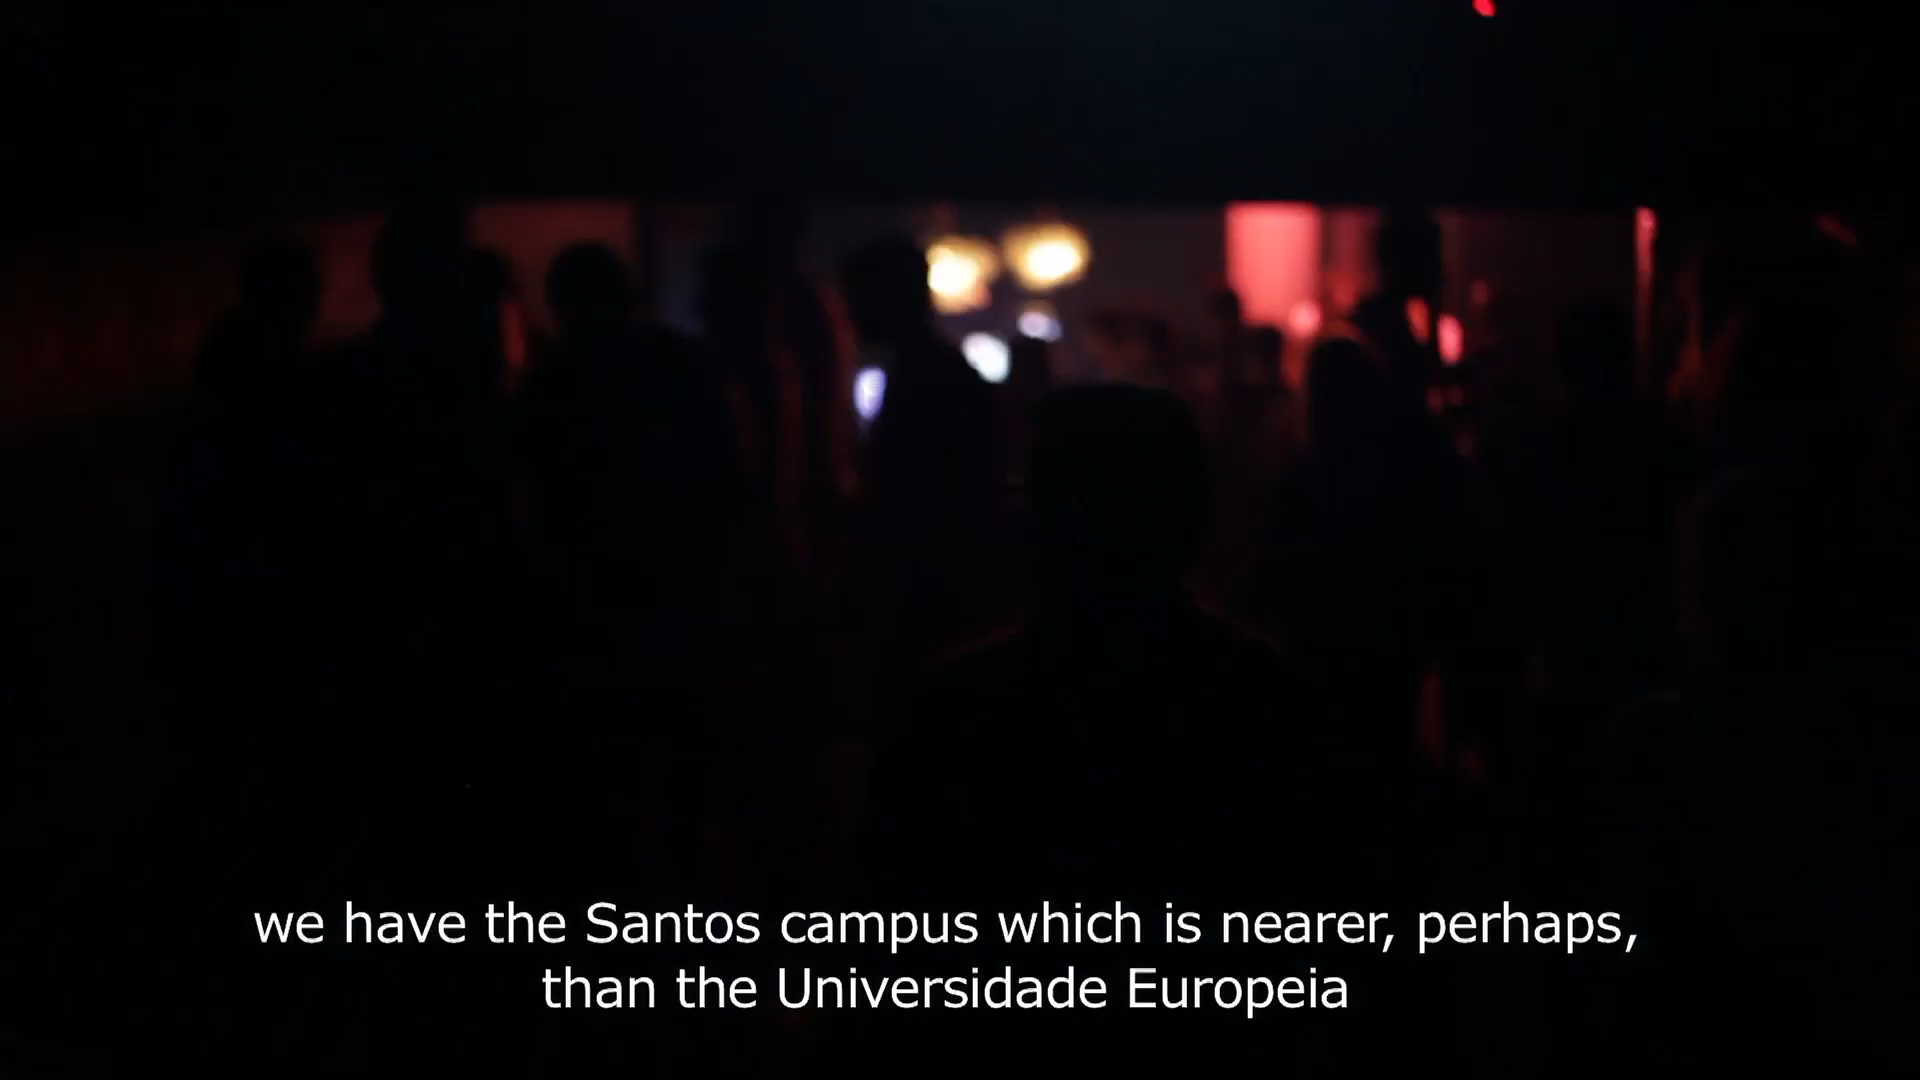 we have the Santos campus which is nearer, perhaps,
than the Universidade Europeia